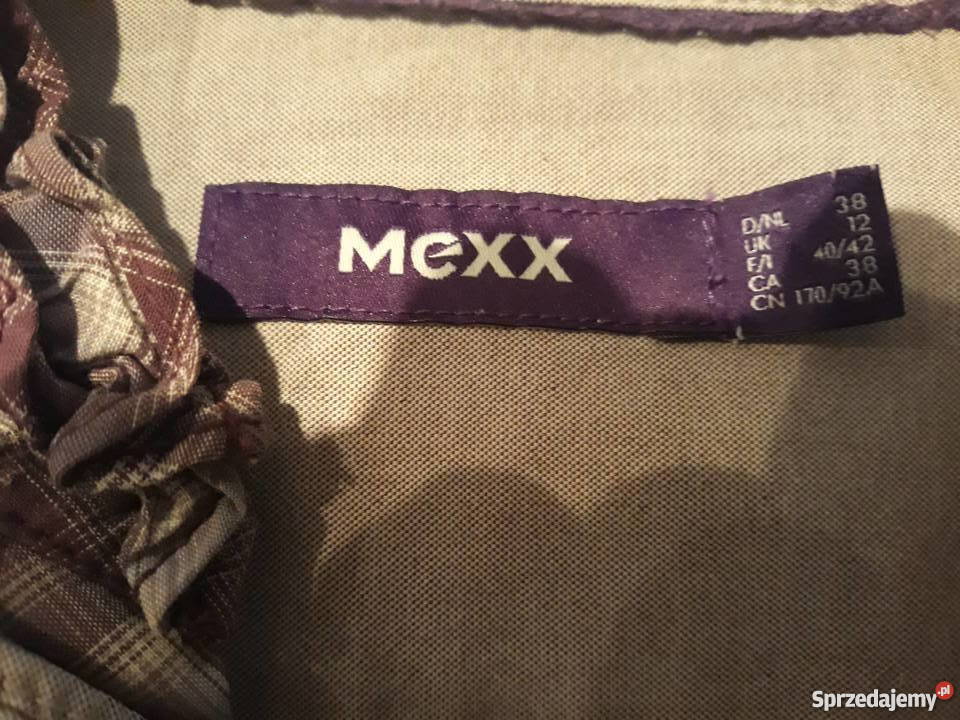 MeXX
D/NL 38
UK 12
F/I 40/42
CA 38
CN 170/92A
Sprzedajemy.pl